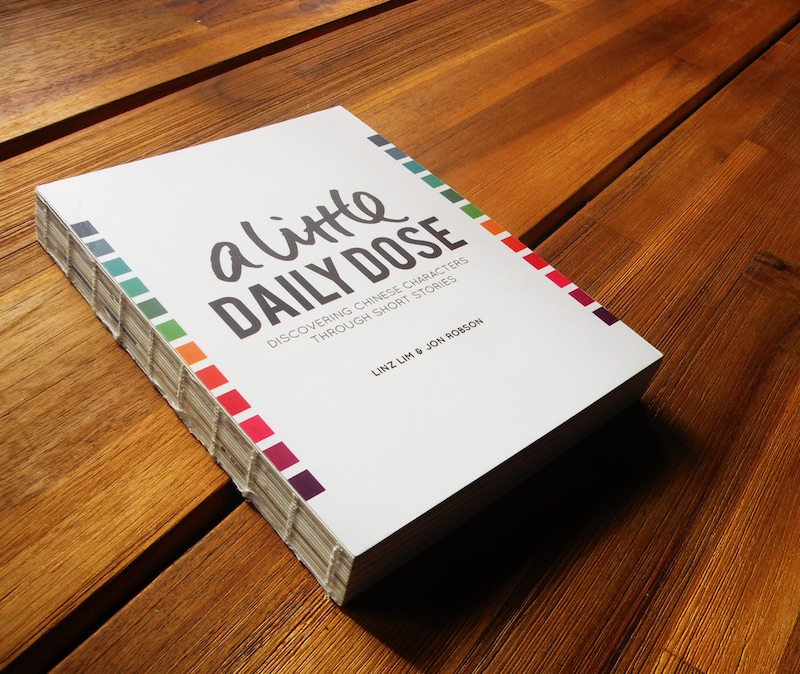 a little
DAILY DOSE
DISCOVERING CHINESE CHARACTERS
THROUGH SHORT STORIES
LINZ LIM & JON ROBSON